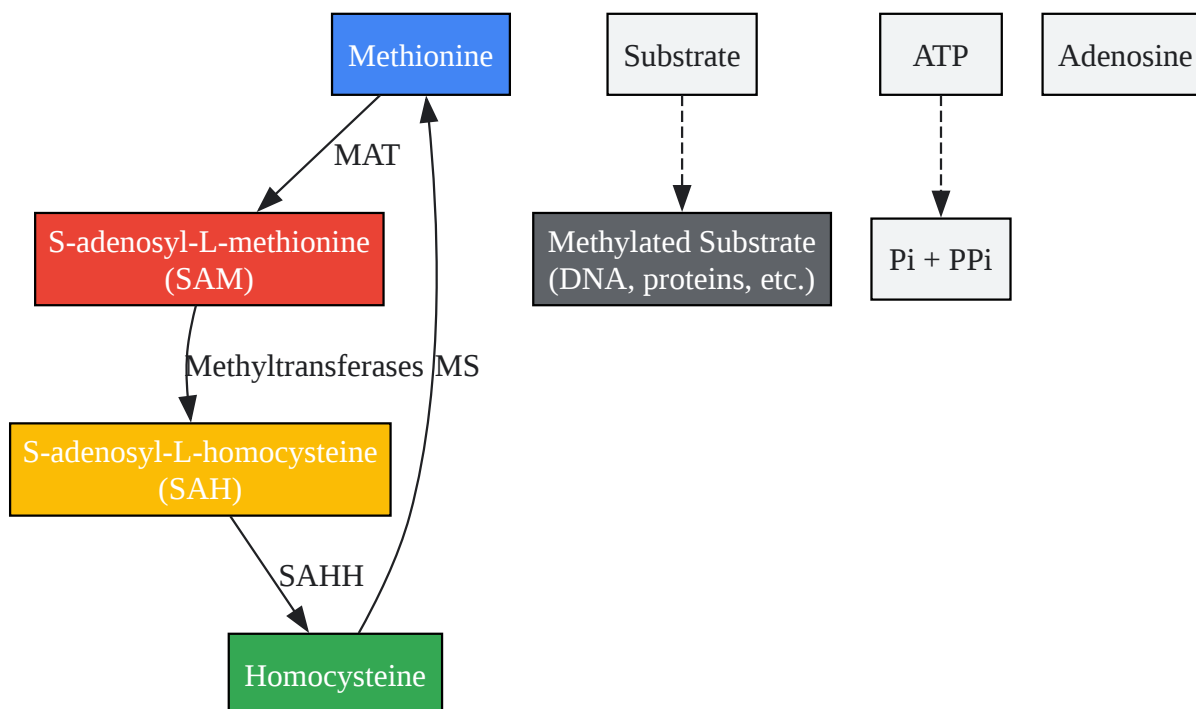 Methionine
Substrate
ATP
Adenosine
MAT
S-adenosyl-L-methionine
(SAM)
Methylated Substrate
(DNA, proteins, etc.)
Pi + PPi
Methyltransferases
MS
S-adenosyl-L-homocysteine
(SAH)
SAHH
Homocysteine